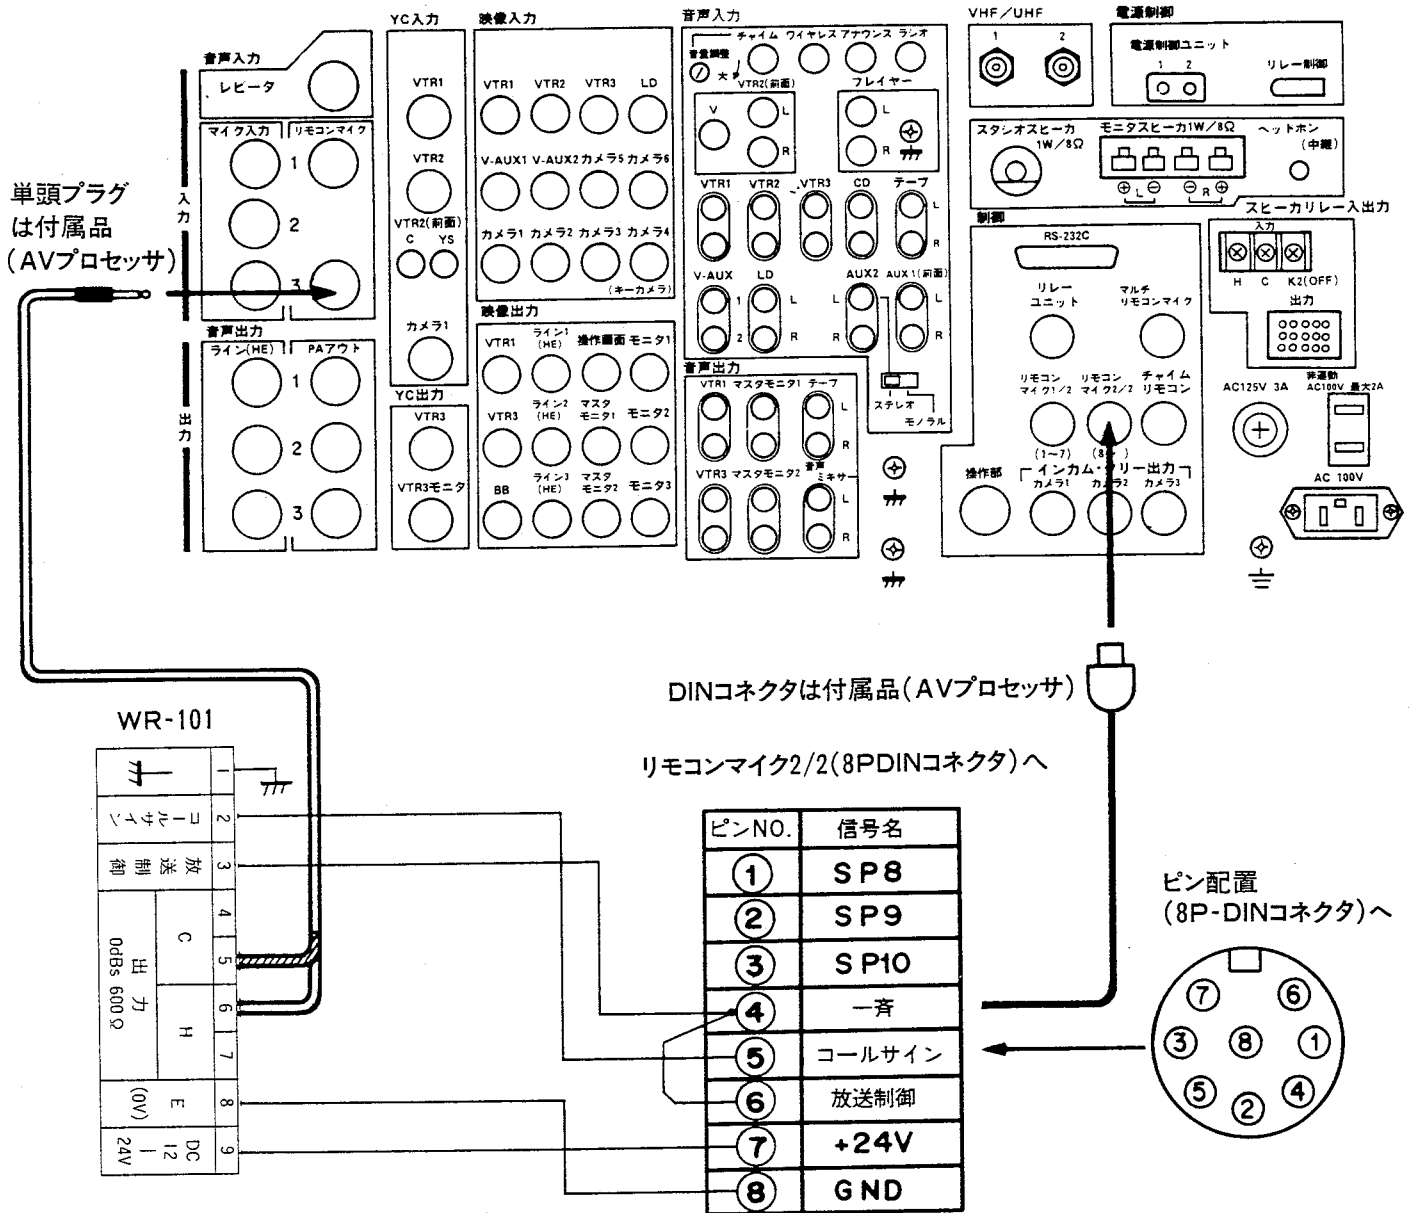 音声入力
レピータ
マイク入力 リモコンマイク
1
2
3
入力
音声出力
ライン(HE) PAアウト
1
2
3
出力
単頭プラグ
は付属品
(AVプロセッサ)
YC入力
VTR1
VTR2
VTR2(前面)
C YS
カメラ1
YC出力
VTR3
VTR3モニタ
映像入力
VTR1 VTR2 VTR3 LD
V-AUX1 V-AUX2 カメラ5 カメラ6
カメラ1 カメラ2 カメラ3 カメラ4
(キーカメラ)
映像出力
VTR1 ライン1(HE) 操作画面 モニタ1
VTR3 ライン2(HE) マスタモニタ1 モニタ2
BB ライン3(HE) マスタモニタ2 モニタ3
音声入力
チャイム ワイヤレス アナウンス ラジオ
音量調整
大
VTR2(前面) プレイヤー
V L R L R
VTR1 VTR2 VTR3 CD テープ
L
R
V-AUX LD AUX2 AUX1(前面)
1 L L L
2 R R R
ステレオ
モノラル
音声出力
VTR1 マスタモニタ1 テープ
L
R
VTR3 マスタモニタ2 音声ミキサー
L
R
VHF/UHF
1 2
電源制御
電源制御ユニット
1 2
リレー制御
スタジオスピーカ
1W/8Ω
モニタスピーカ1W/8Ω
⊕ L ⊖ ⊖ R ⊕
ヘッドホン
(中継)
制御
RS-232C
リレー
ユニット
マルチ
リモコンマイク
リモコン
マイク1/2
リモコン
マイク2/2
チャイム
リモコン
(1~7)
操作部
インカム・タリー出力
カメラ1 カメラ2 カメラ3
スピーカリレー入出力
入力
H C K2(OFF)
出力
AC125V 3A
非連動
AC100V 最大2A
AC 100V
DINコネクタは付属品(AVプロセッサ)
リモコンマイク2/2(8PDINコネクタ)へ
WR-101
1
2 コールサイン
3 放送制御
4
5 C
6
7 H
出力
0dBs 600Ω
8 E (0V)
9 DC 12 – 24V
ピンNO. 信号名
① SP8
② SP9
③ SP10
④ 一斉
⑤ コールサイン
⑥ 放送制御
⑦ +24V
⑧ GND
ピン配置
(8P-DINコネクタ)へ
⑦ ⑥
③ ⑧ ①
⑤ ② ④